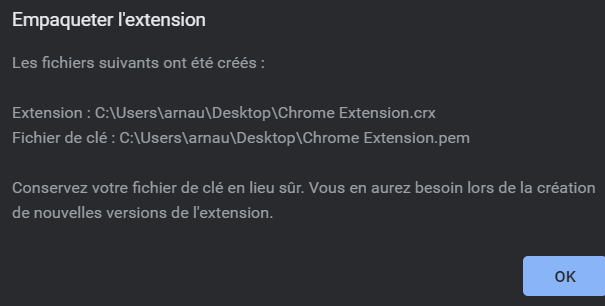 Empaqueter l'extension
Les fichiers suivants ont été créés :
Extension : C:\Users\arnau\Desktop\Chrome Extension.crx
Fichier de clé : C:\Users\arnau\Desktop\Chrome Extension.pem
Conservez votre fichier de clé en lieu sûr. Vous en aurez besoin lors de la création
de nouvelles versions de l'extension.
OK